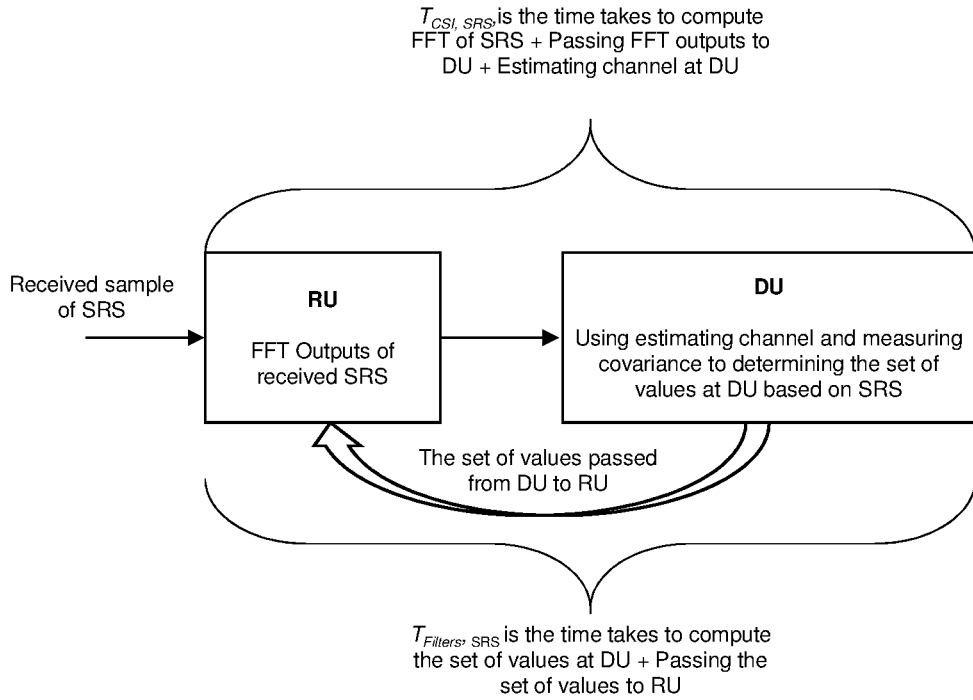 T_CSI, SRS, is the time takes to compute
FFT of SRS + Passing FFT outputs to
DU + Estimating channel at DU
Received sample
of SRS
RU
FFT Outputs of
received SRS
DU
Using estimating channel and measuring
covariance to determining the set of
values at DU based on SRS
The set of values passed
from DU to RU
T_Filters, SRS is the time takes to compute
the set of values at DU + Passing the
set of values to RU